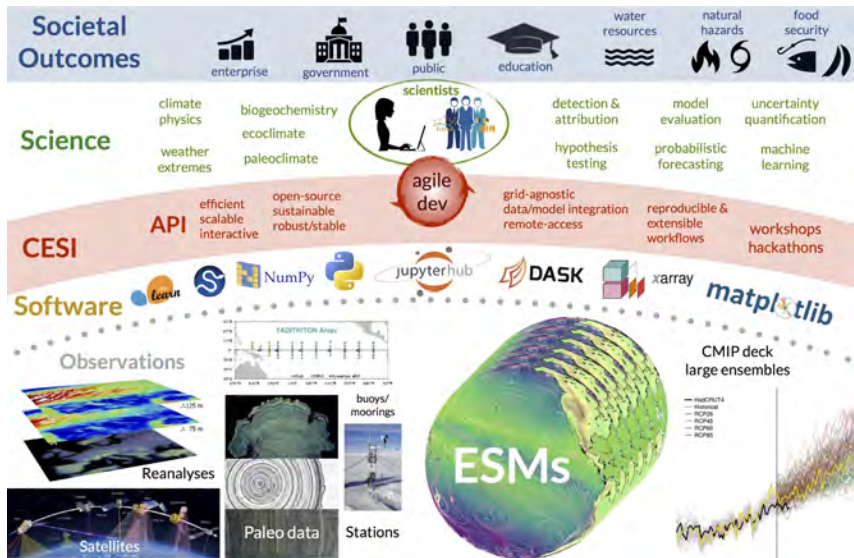 Societal
Outcomes
enterprise
government
public
education
water
resources
natural
hazards
food
security
Science
climate
physics
weather
extremes
biogeochemistry
ecoclimate
paleoclimate
scientists
detection &
attribution
hypothesis
testing
model
evaluation
probabilistic
forecasting
uncertainty
quantification
machine
learning
agile
dev
CESI
API
efficient
scalable
interactive
open-source
sustainable
robust/stable
grid-agnostic
data/model integration
remote-access
reproducible &
extensible
workflows
workshops
hackathons
Software
learn
NumPy
jupyterhub
DASK
xarray
matplotlib
Observations
125 m
75 m
Reanalyses
Satellites
TAO/TRITON Array
Paleo data
buoys/
moorings
Stations
ESMs
CMIP deck
large ensembles
HadCRUT4
Historical
RCP26
RCP45
RCP60
RCP85